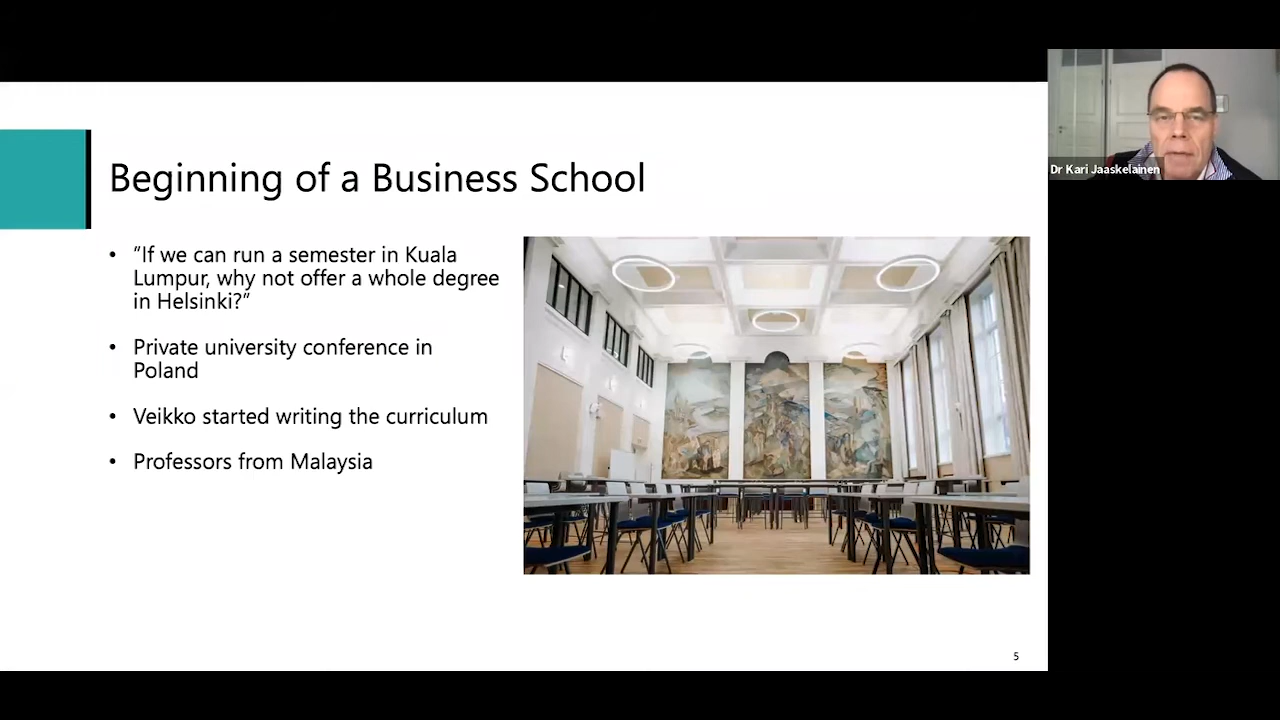 Beginning of a Business School
• ”If we can run a semester in Kuala
Lumpur, why not offer a whole degree
in Helsinki?”
• Private university conference in
Poland
• Veikko started writing the curriculum
• Professors from Malaysia
5
Dr Kari Jaaskelainen